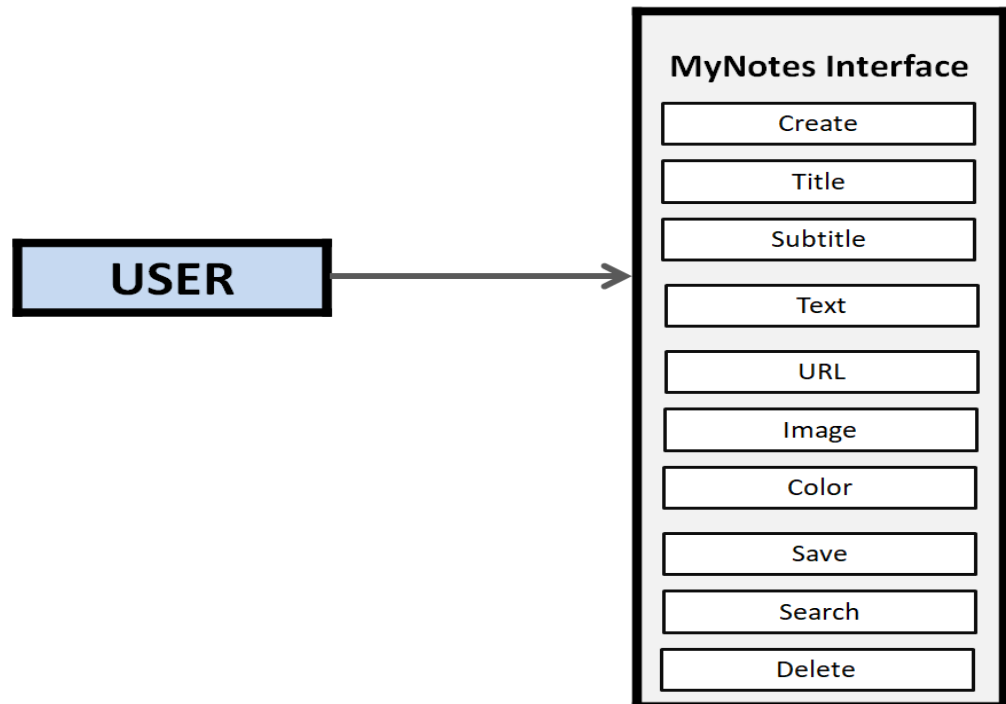 MyNotes Interface
Create
Title
Subtitle
USER
Text
URL
Image
Color
Save
Search
Delete